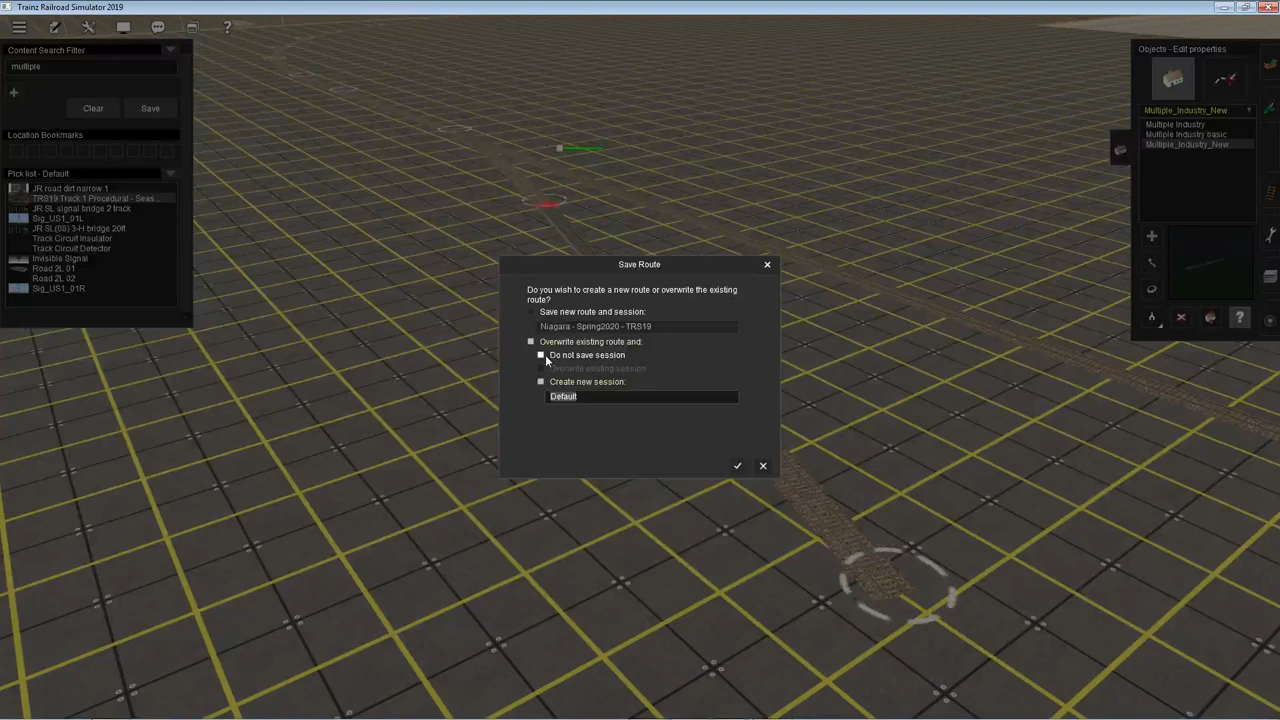 Trainz Railroad Simulator 2019
Content Search Filter
multiple
Clear
Save
Location Bookmarks
Pick list - Default
JR road dirt narrow 1
TRS19 Track 1 Procedural - Seas...
JR SL signal bridge 2 track
Sig_US1_01L
JR SL(08) 3-H bridge 20ft
Track Circuit Insulator
Track Circuit Detector
Invisible Signal
Road 2L 01
Road 2L 02
Sig_US1_01R
Save Route
Do you wish to create a new route or overwrite the existing
route?
Save new route and session:
Niagara - Spring2020 - TRS19
Overwrite existing route and:
Do not save session
Overwrite existing session
Create new session:
Default
Objects - Edit properties
Multiple_Industry_New
Multiple Industry
Multiple Industry basic
Multiple_Industry_New